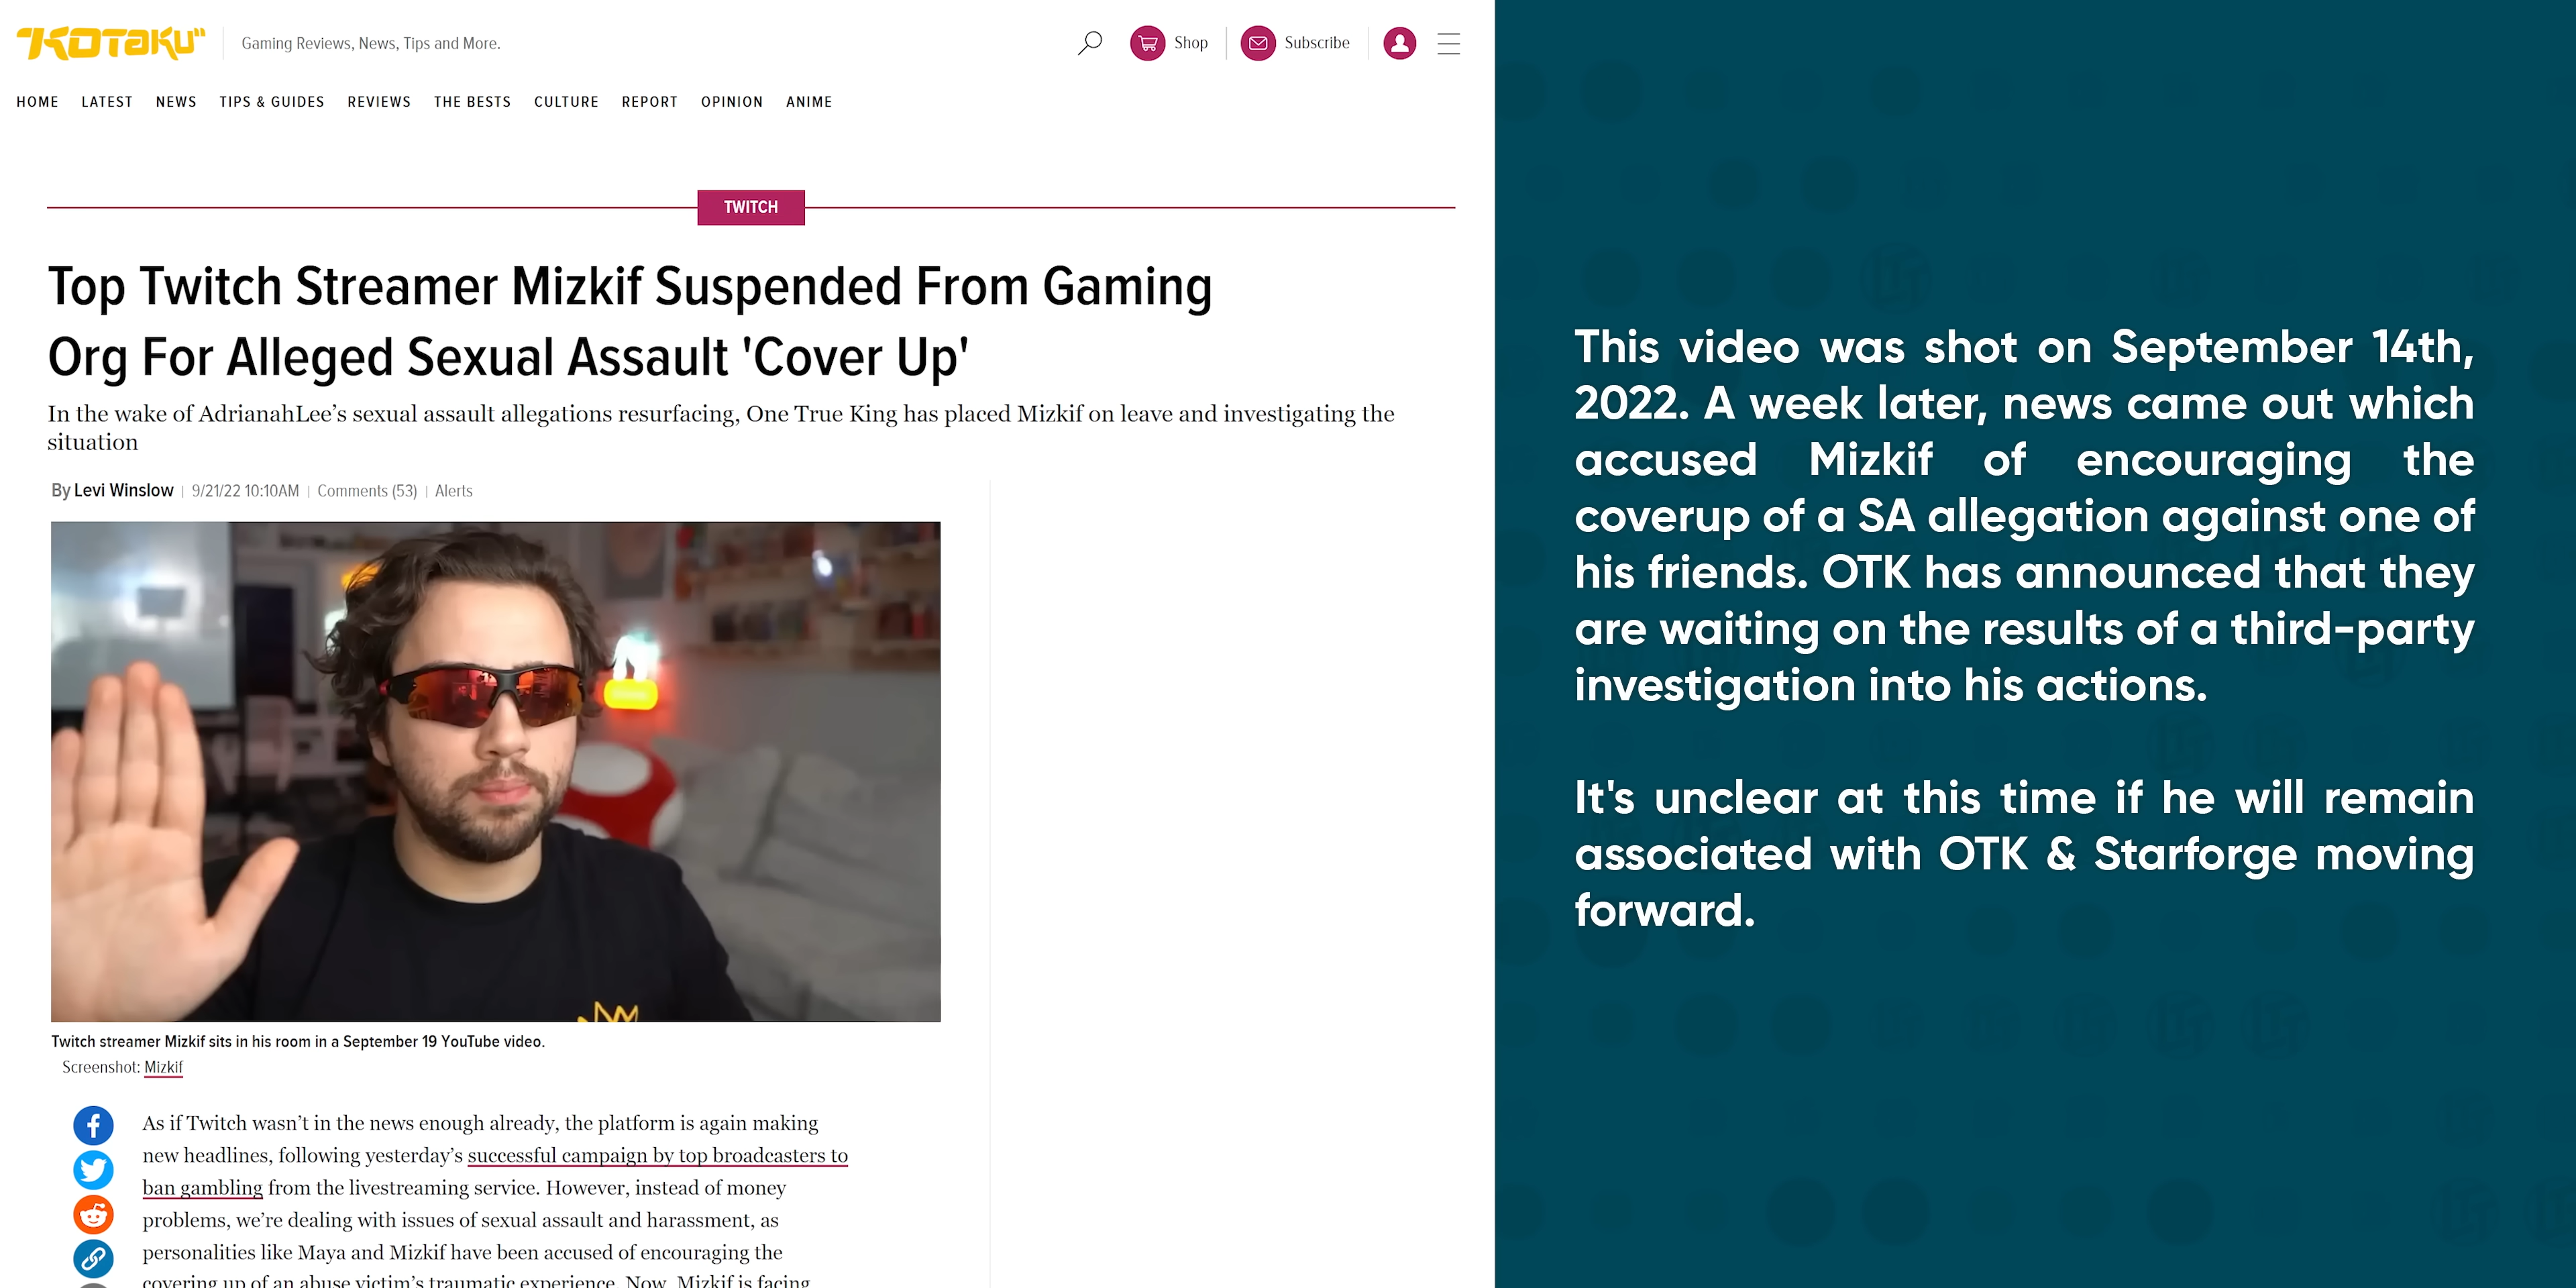 KOTAKU
Gaming Reviews, News, Tips and More.
Shop
Subscribe
HOME LATEST NEWS TIPS & GUIDES REVIEWS THE BESTS CULTURE REPORT OPINION ANIME
TWITCH
Top Twitch Streamer Mizkif Suspended From Gaming
Org For Alleged Sexual Assault 'Cover Up'
In the wake of AdrianahLee’s sexual assault allegations resurfacing, One True King has placed Mizkif on leave and investigating the
situation
By Levi Winslow | 9/21/22 10:10AM | Comments (53) | Alerts
Twitch streamer Mizkif sits in his room in a September 19 YouTube video.
Screenshot: Mizkif
As if Twitch wasn’t in the news enough already, the platform is again making
new headlines, following yesterday’s successful campaign by top broadcasters to
ban gambling from the livestreaming service. However, instead of money
problems, we’re dealing with issues of sexual assault and harassment, as
personalities like Maya and Mizkif have been accused of encouraging the
covering up of an abuse victim’s traumatic experience. Now, Mizkif is facing
This video was shot on September 14th,
2022. A week later, news came out which
accused Mizkif of encouraging the
coverup of a SA allegation against one of
his friends. OTK has announced that they
are waiting on the results of a third-party
investigation into his actions.
It's unclear at this time if he will remain
associated with OTK & Starforge moving
forward.